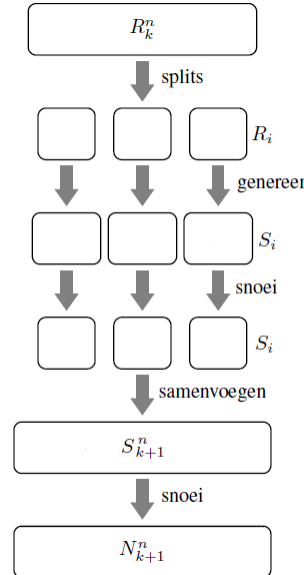 $R_k^n$
splits
$R_i$
genereer
$S_i$
snoei
$S_i$
samenvoegen
$S_{k+1}^n$
snoei
$N_{k+1}^n$